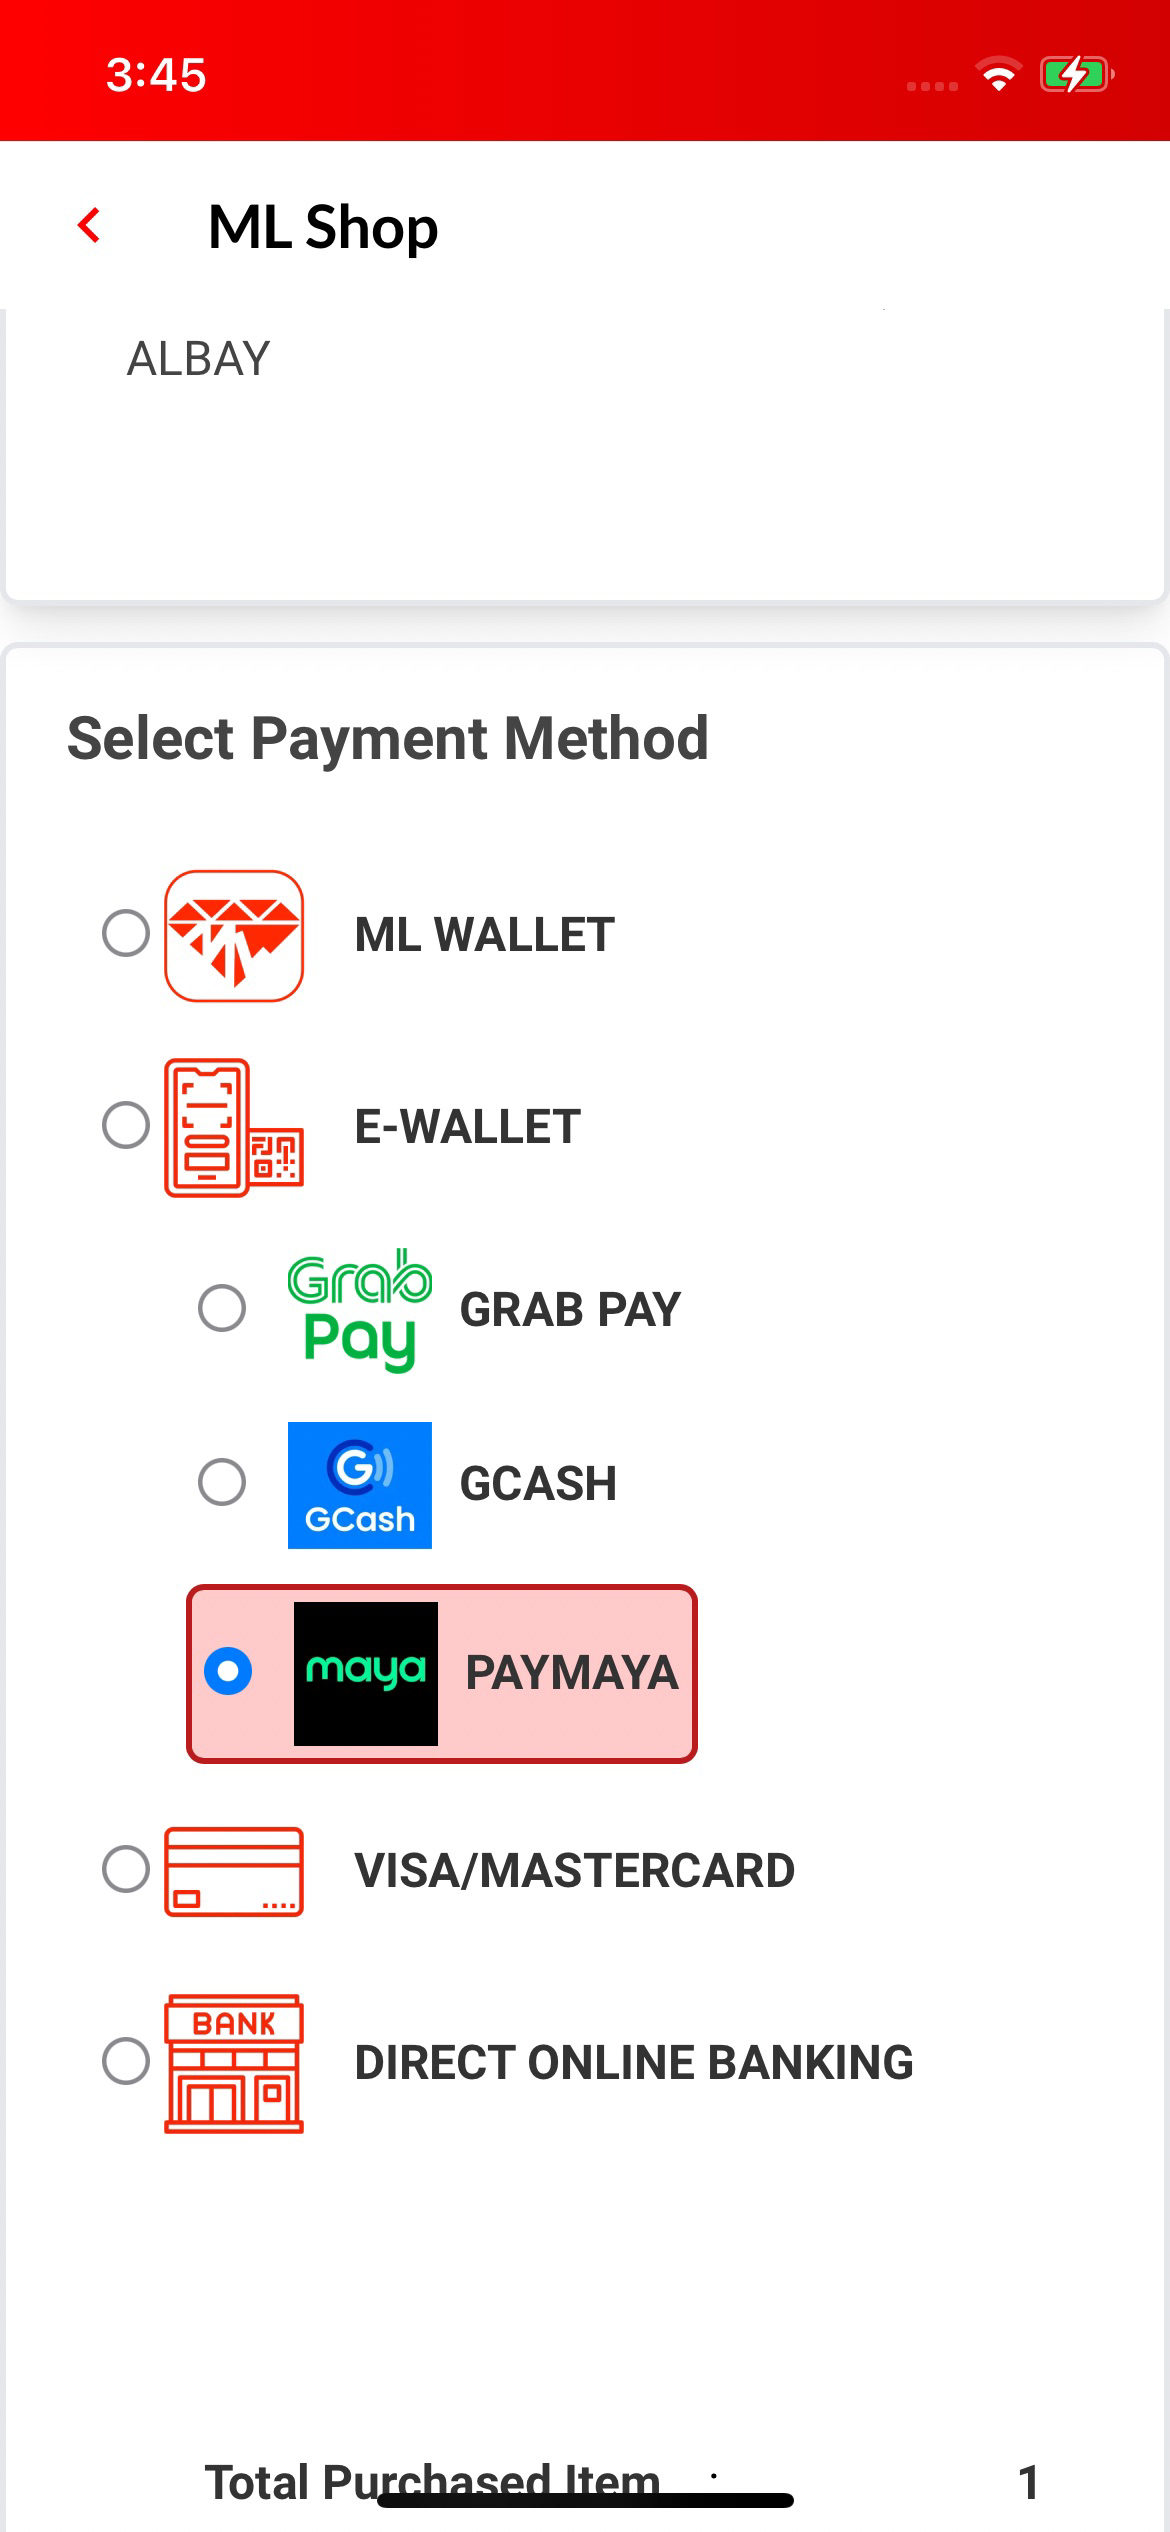 3:45
ML Shop
ALBAY
Select Payment Method
ML WALLET
E-WALLET
Grab
Pay
GRAB PAY
G
GCash
GCASH
maya
PAYMAYA
VISA/MASTERCARD
BANK
DIRECT ONLINE BANKING
Total Purchased Item : 1